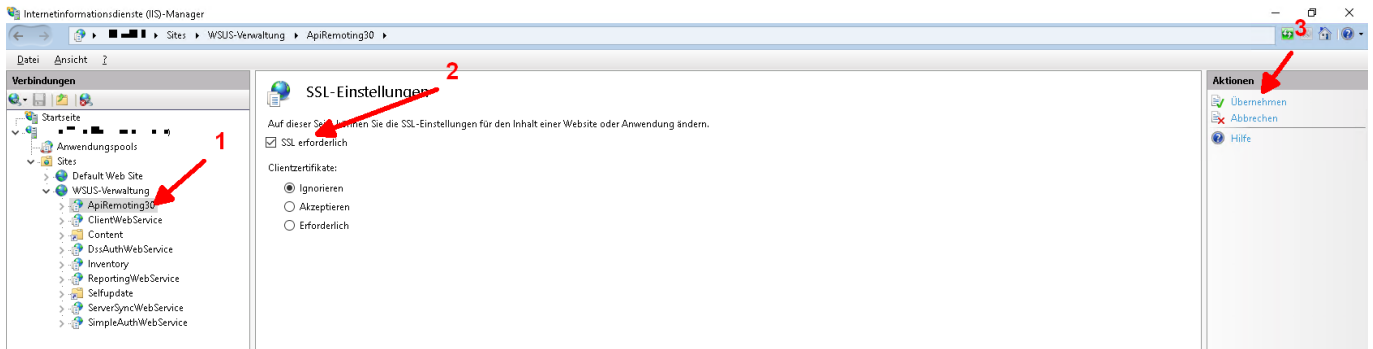 Internetinformationsdienste (IIS)-Manager
Sites WSUS-Verwaltung ApiRemoting30
Datei Ansicht ?
Verbindungen
Startseite
Anwendungspools
Sites
Default Web Site
WSUS-Verwaltung
ApiRemoting30
ClientWebService
Content
DssAuthWebService
Inventory
ReportingWebService
Selfupdate
ServerSyncWebService
SimpleAuthWebService
1
2
SSL-Einstellungen
Auf dieser Seite können Sie die SSL-Einstellungen für den Inhalt einer Website oder Anwendung ändern.
SSL erforderlich
Clientzertifikate:
Ignorieren
Akzeptieren
Erforderlich
3
Aktionen
Übernehmen
Abbrechen
Hilfe